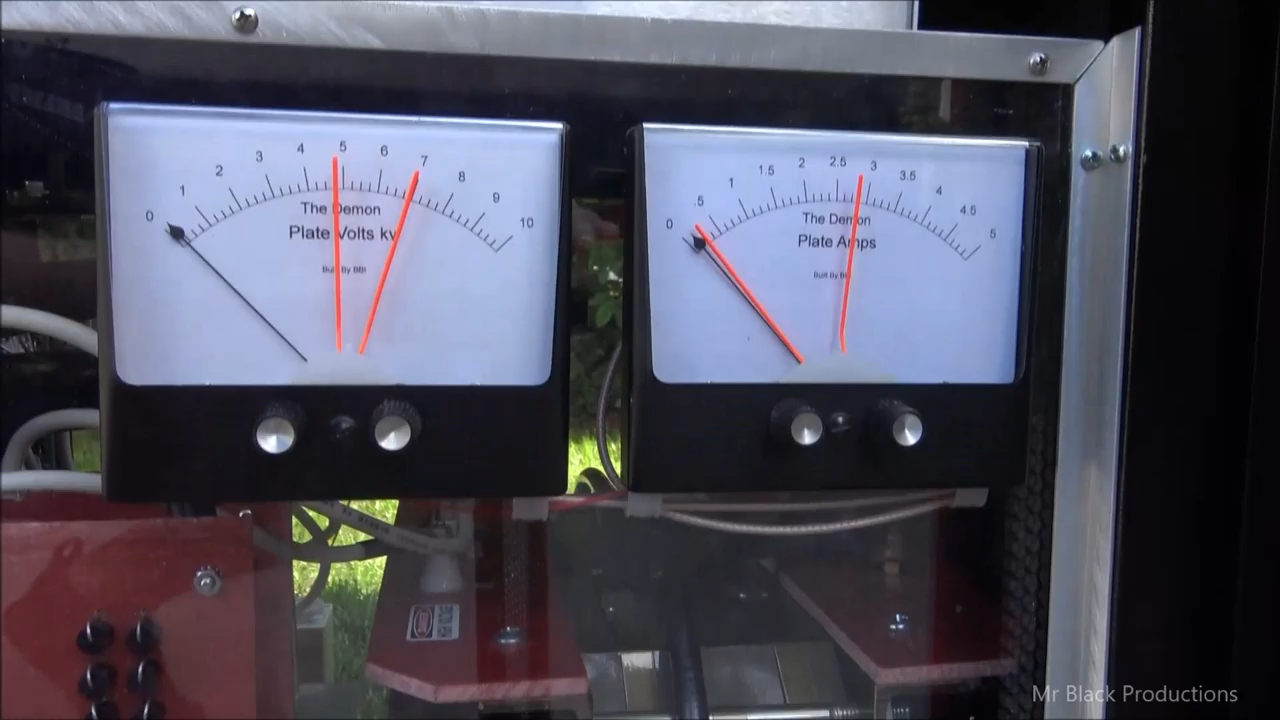 0 1 2 3 4 5 6 7 8 9 10
The Demon
Plate Volts kv
Built By BBI
0 .5 1 1.5 2 2.5 3 3.5 4 4.5 5
The Demon
Plate Amps
Built By
Mr Black Productions